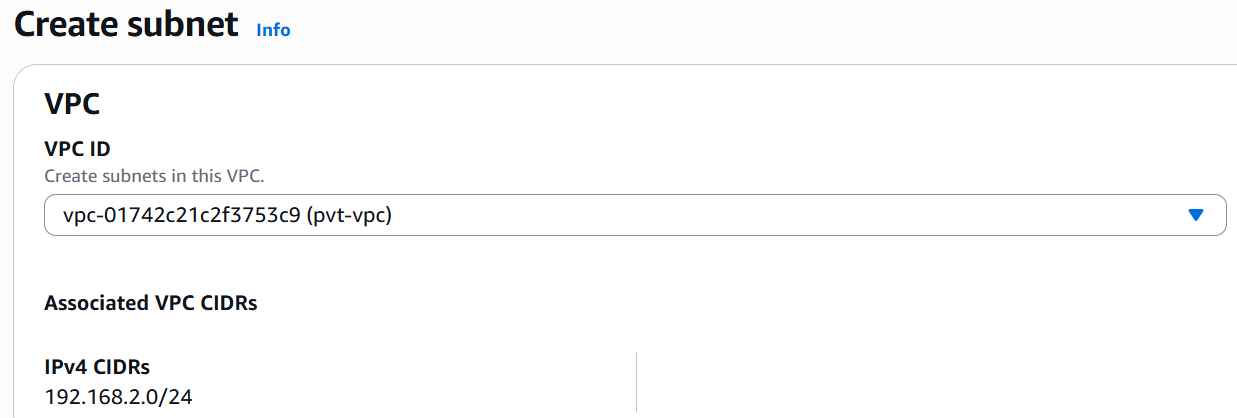 Create subnet Info
VPC
VPC ID
Create subnets in this VPC.
vpc-01742c21c2f3753c9 (pvt-vpc)
Associated VPC CIDRs
IPv4 CIDRs
192.168.2.0/24